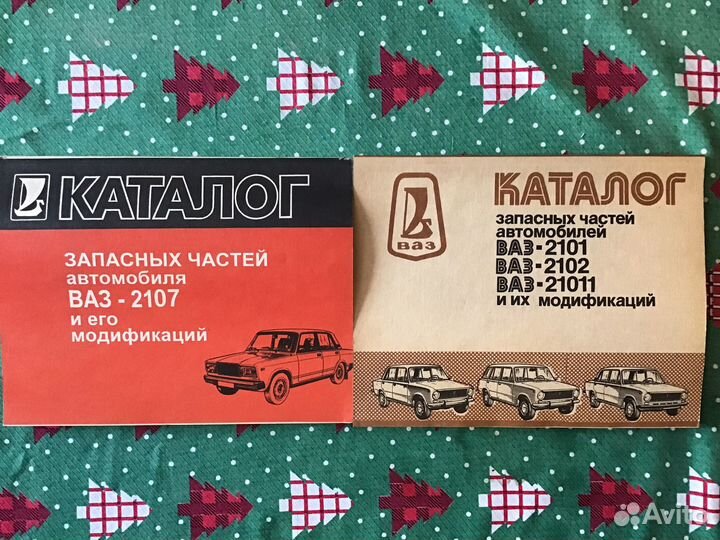 КАТАЛОГ
ЗАПАСНЫХ ЧАСТЕЙ
автомобиля
ВАЗ - 2107
и его
модификаций
ВАЗ
КАТАЛОГ
запасных частей
автомобилей
ВАЗ-2101
ВАЗ-2102
ВАЗ-21011
и их модификаций
Avito